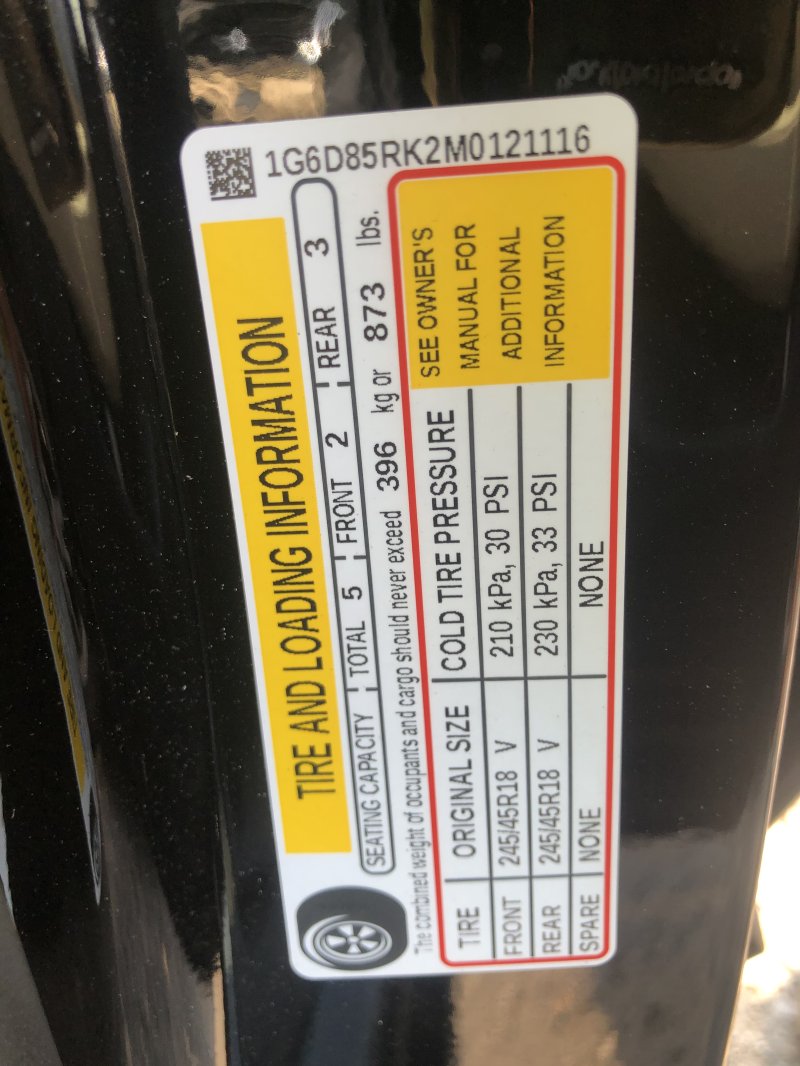 1G6D85RK2M0121116
TIRE AND LOADING INFORMATION
SEATING CAPACITY TOTAL 5 FRONT 2 REAR 3
The combined weight of occupants and cargo should never exceed 396 kg or 873 lbs.
TIRE ORIGINAL SIZE COLD TIRE PRESSURE
FRONT 245/45R18 V 210 kPa, 30 PSI
REAR 245/45R18 V 230 kPa, 33 PSI
SPARE NONE NONE
SEE OWNER'S
MANUAL FOR
ADDITIONAL
INFORMATION